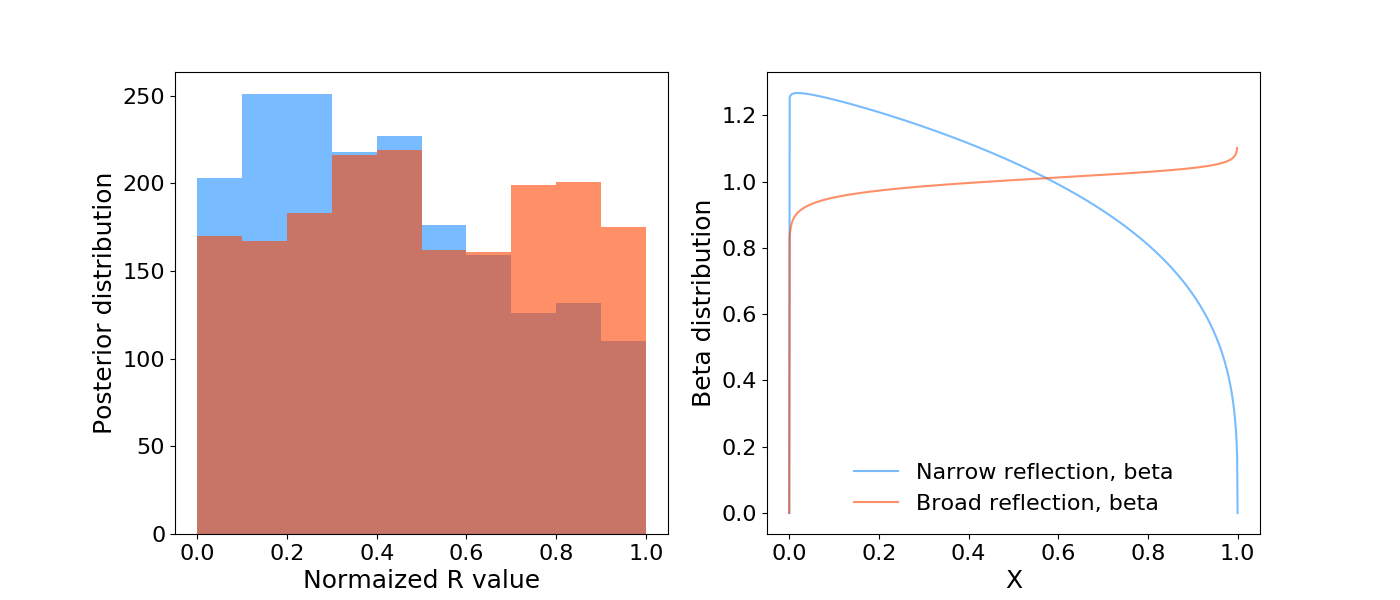 Posterior distribution
250
200
150
100
50
0
0.0 0.2 0.4 0.6 0.8 1.0
Normaized R value
Beta distribution
1.2
1.0
0.8
0.6
0.4
0.2
0.0
Narrow reflection, beta
Broad reflection, beta
0.0 0.2 0.4 0.6 0.8 1.0
X